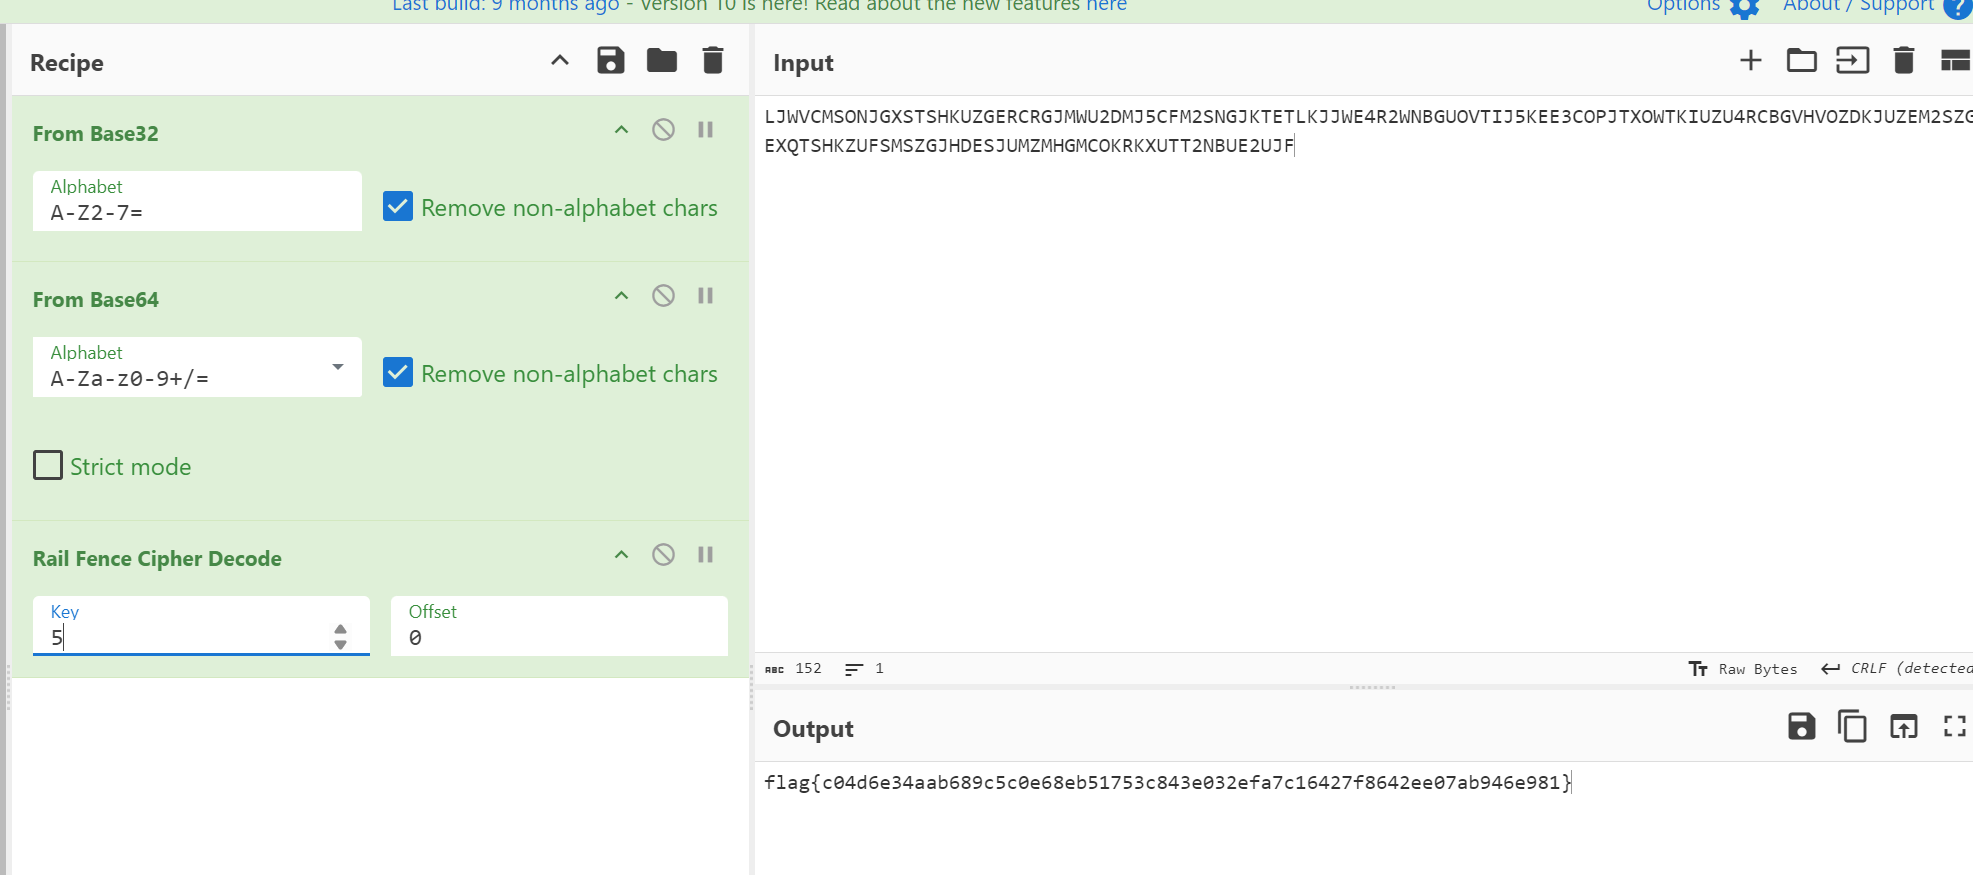 Last build: 9 months ago - Version 10 is here! Read about the new features here
Options
About / Support
Recipe
From Base32
Alphabet
A-Z2-7=
Remove non-alphabet chars
From Base64
Alphabet
A-Za-z0-9+/=
Remove non-alphabet chars
Strict mode
Rail Fence Cipher Decode
Key
5
Offset
0
Input
LJWVCMSONJGXSTSHKUZGERCRGJMWU2DMJ5CFM2SNGJKTETLKJJWE4R2WNBGUOVTIJ5KEE3COPJTXOWTKIUZU4RCBGVHVOZDKJUZEM2SZG
EXQTSHKZUFSMSZGJHDESJUMZMHGMCOKRKXUTT2NBUE2UJF
ABC 152
1
Raw Bytes
CRLF (detected
Output
flag{c04d6e34aab689c5c0e68eb51753c843e032efa7c16427f8642ee07ab946e981}